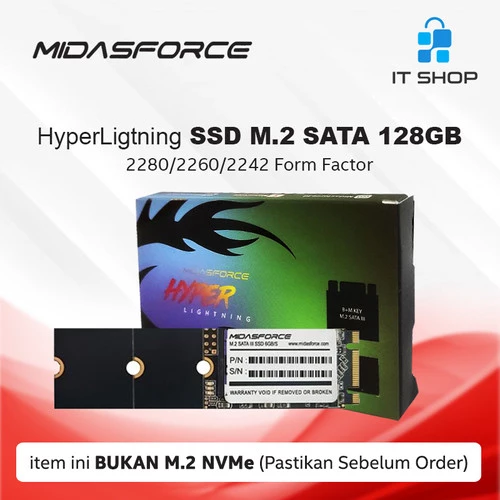 MIDASFORCE
IT SHOP
HyperLigtning SSD M.2 SATA 128GB
2280/2260/2242 Form Factor
MIDASFORCE
HYPER
LIGHTNING
B+M KEY
M.2 SATA III
MIDASFORCE
M.2 SATA III SSD 6GB/S
www.midasforce.com
P/N:
S/N:
WARRANTY VOID IF REMOVED OR BROKEN
item ini BUKAN M.2 NVMe (Pastikan Sebelum Order)